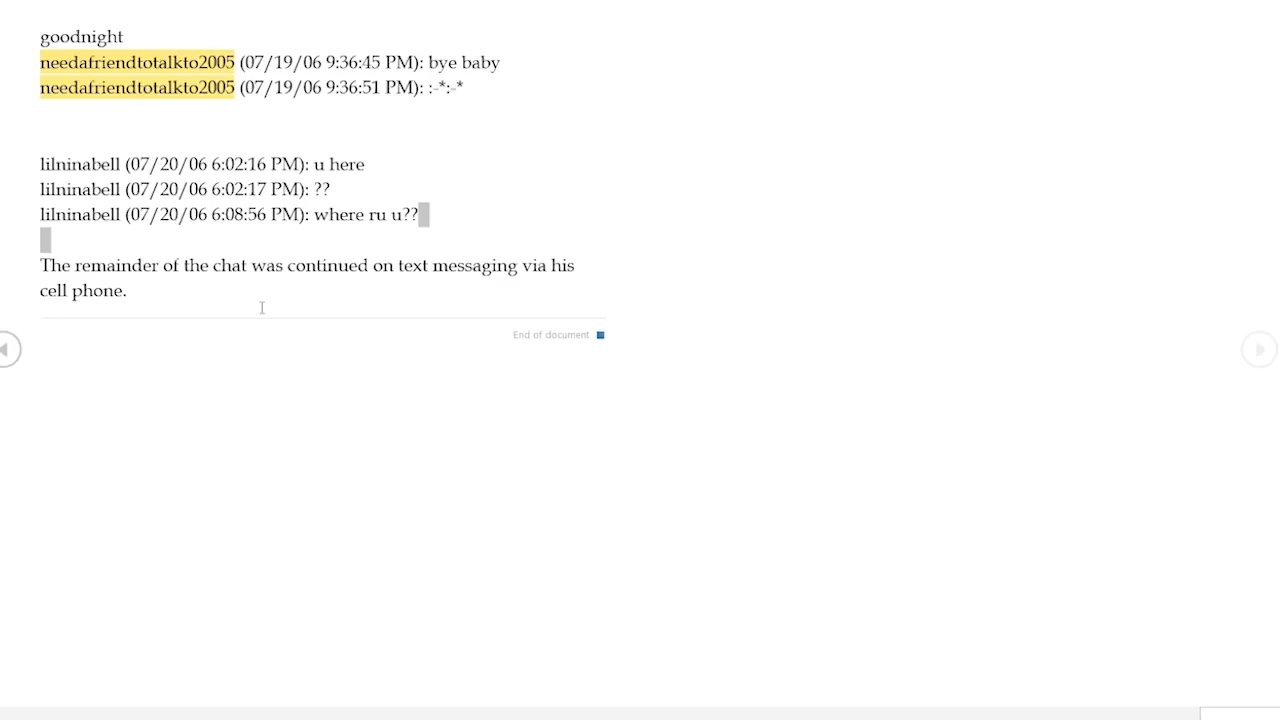 goodnight
needafriendtotalkto2005 (07/19/06 9:36:45 PM): bye baby
needafriendtotalkto2005 (07/19/06 9:36:51 PM): :-*:-*
lilninabell (07/20/06 6:02:16 PM): u here
lilninabell (07/20/06 6:02:17 PM): ??
lilninabell (07/20/06 6:08:56 PM): where ru u??
The remainder of the chat was continued on text messaging via his
cell phone.
End of document